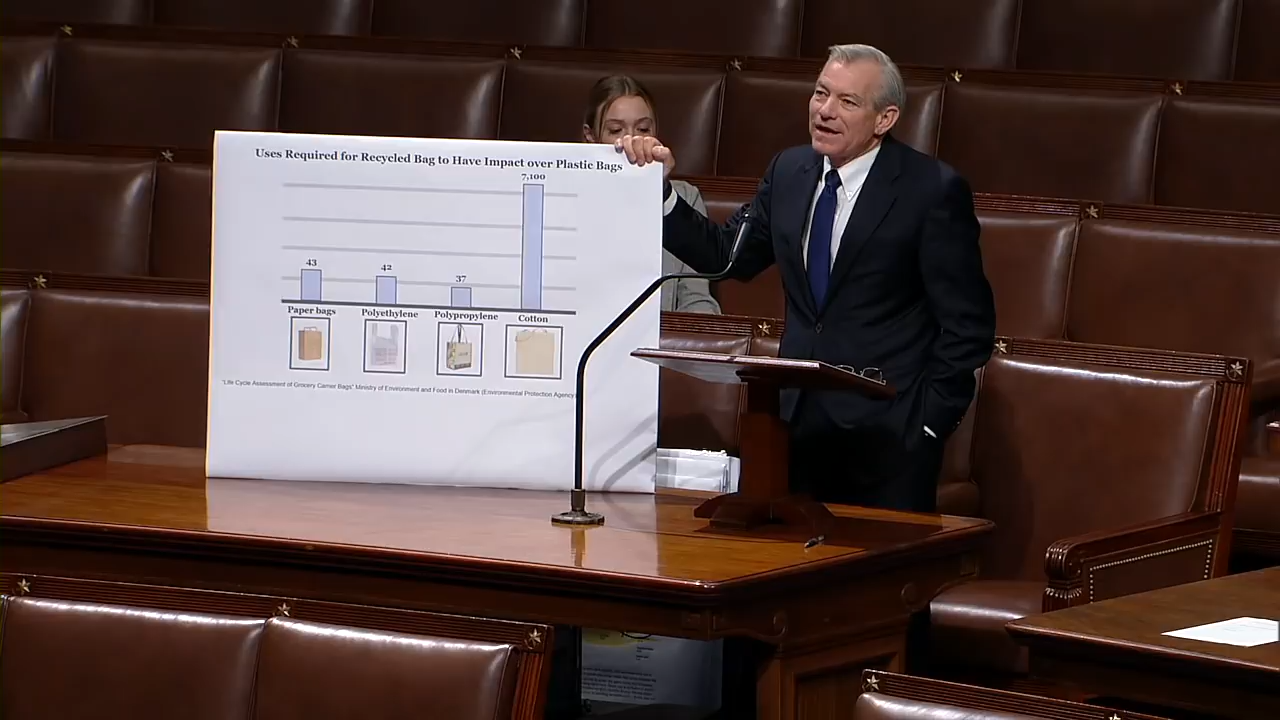 Uses Required for Recycled Bag to Have Impact over Plastic Bags
7,100
43
42
37
Paper bags Polyethylene Polypropylene Cotton
"Life Cycle Assessment of Grocery Carrier Bags" Ministry of Environment and Food in Denmark (Environmental Protection Agency)